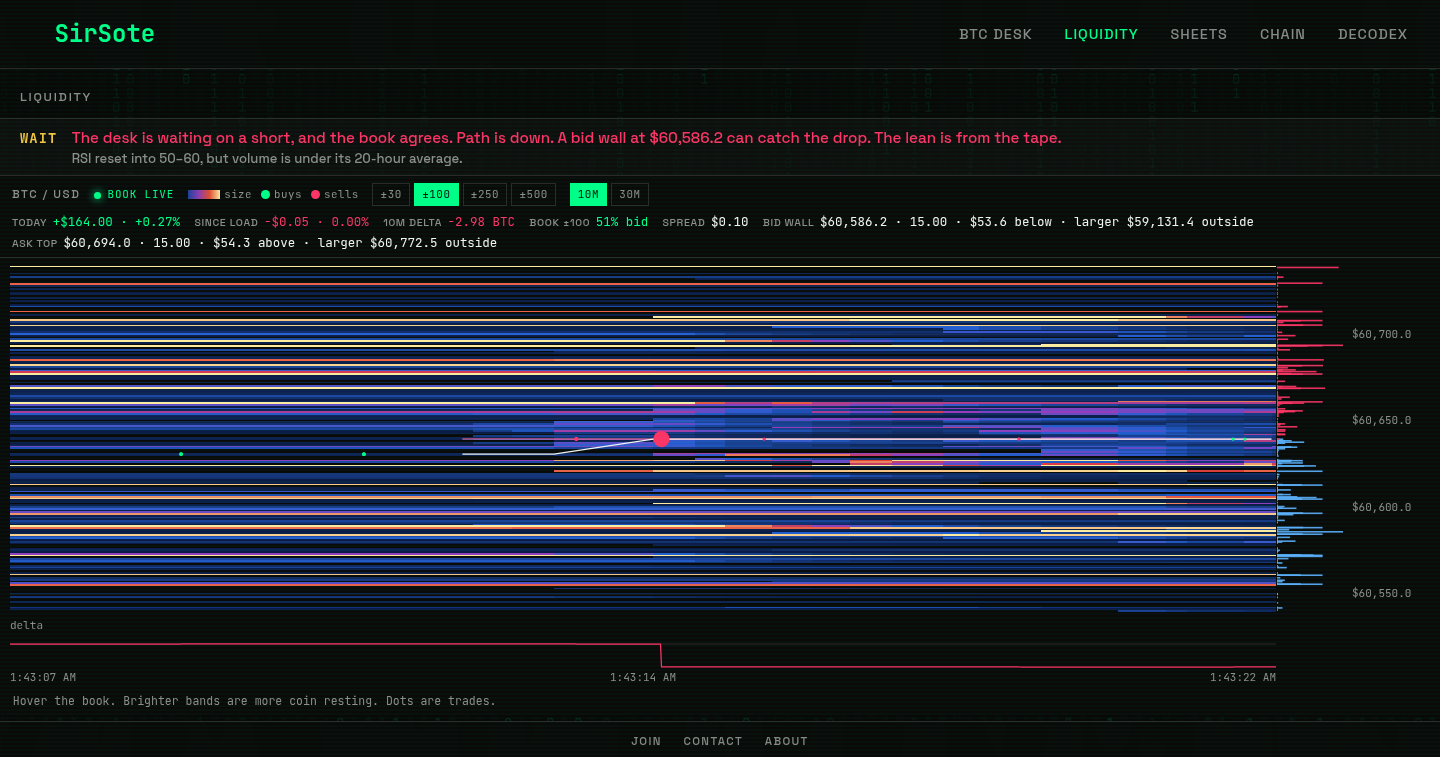 SirSote
BTC DESK LIQUIDITY SHEETS CHAIN DECODEX
LIQUIDITY
WAIT The desk is waiting on a short, and the book agrees. Path is down. A bid wall at $60,586.2 can catch the drop. The lean is from the tape.
RSI reset into 50–60, but volume is under its 20-hour average.
BTC / USD BOOK LIVE size buys sells ±30 ±100 ±250 ±500 10M 30M
TODAY +$164.00 · +0.27% SINCE LOAD -$0.05 · 0.00% 10M DELTA -2.98 BTC BOOK ±100 51% bid SPREAD $0.10 BID WALL $60,586.2 · 15.00 · $53.6 below · larger $59,131.4 outside
ASK TOP $60,694.0 · 15.00 · $54.3 above · larger $60,772.5 outside
$60,700.0
$60,650.0
$60,600.0
$60,550.0
delta
1:43:07 AM 1:43:14 AM 1:43:22 AM
Hover the book. Brighter bands are more coin resting. Dots are trades.
JOIN CONTACT ABOUT